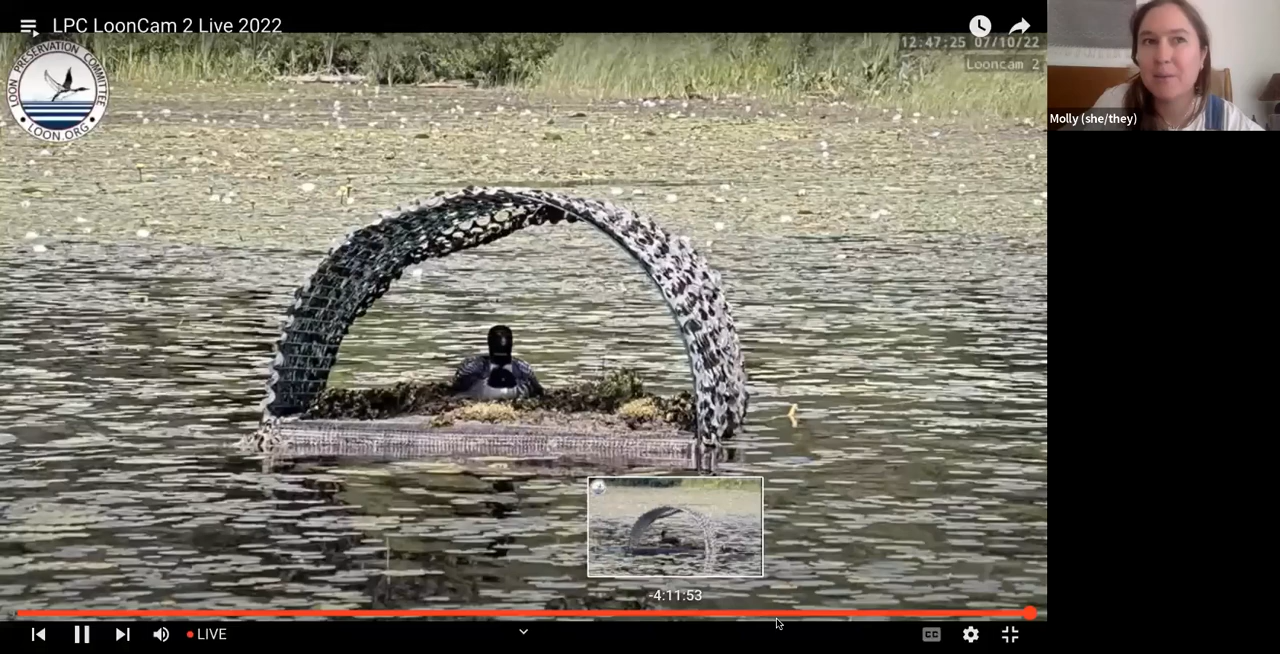 LPC LoonCam 2 Live 2022
12:47:25 07/10/22
Looncam 2
LOON PRESERVATION COMMITTEE
LOON.ORG
Molly (she/they)
-4:11:53
LIVE
CC